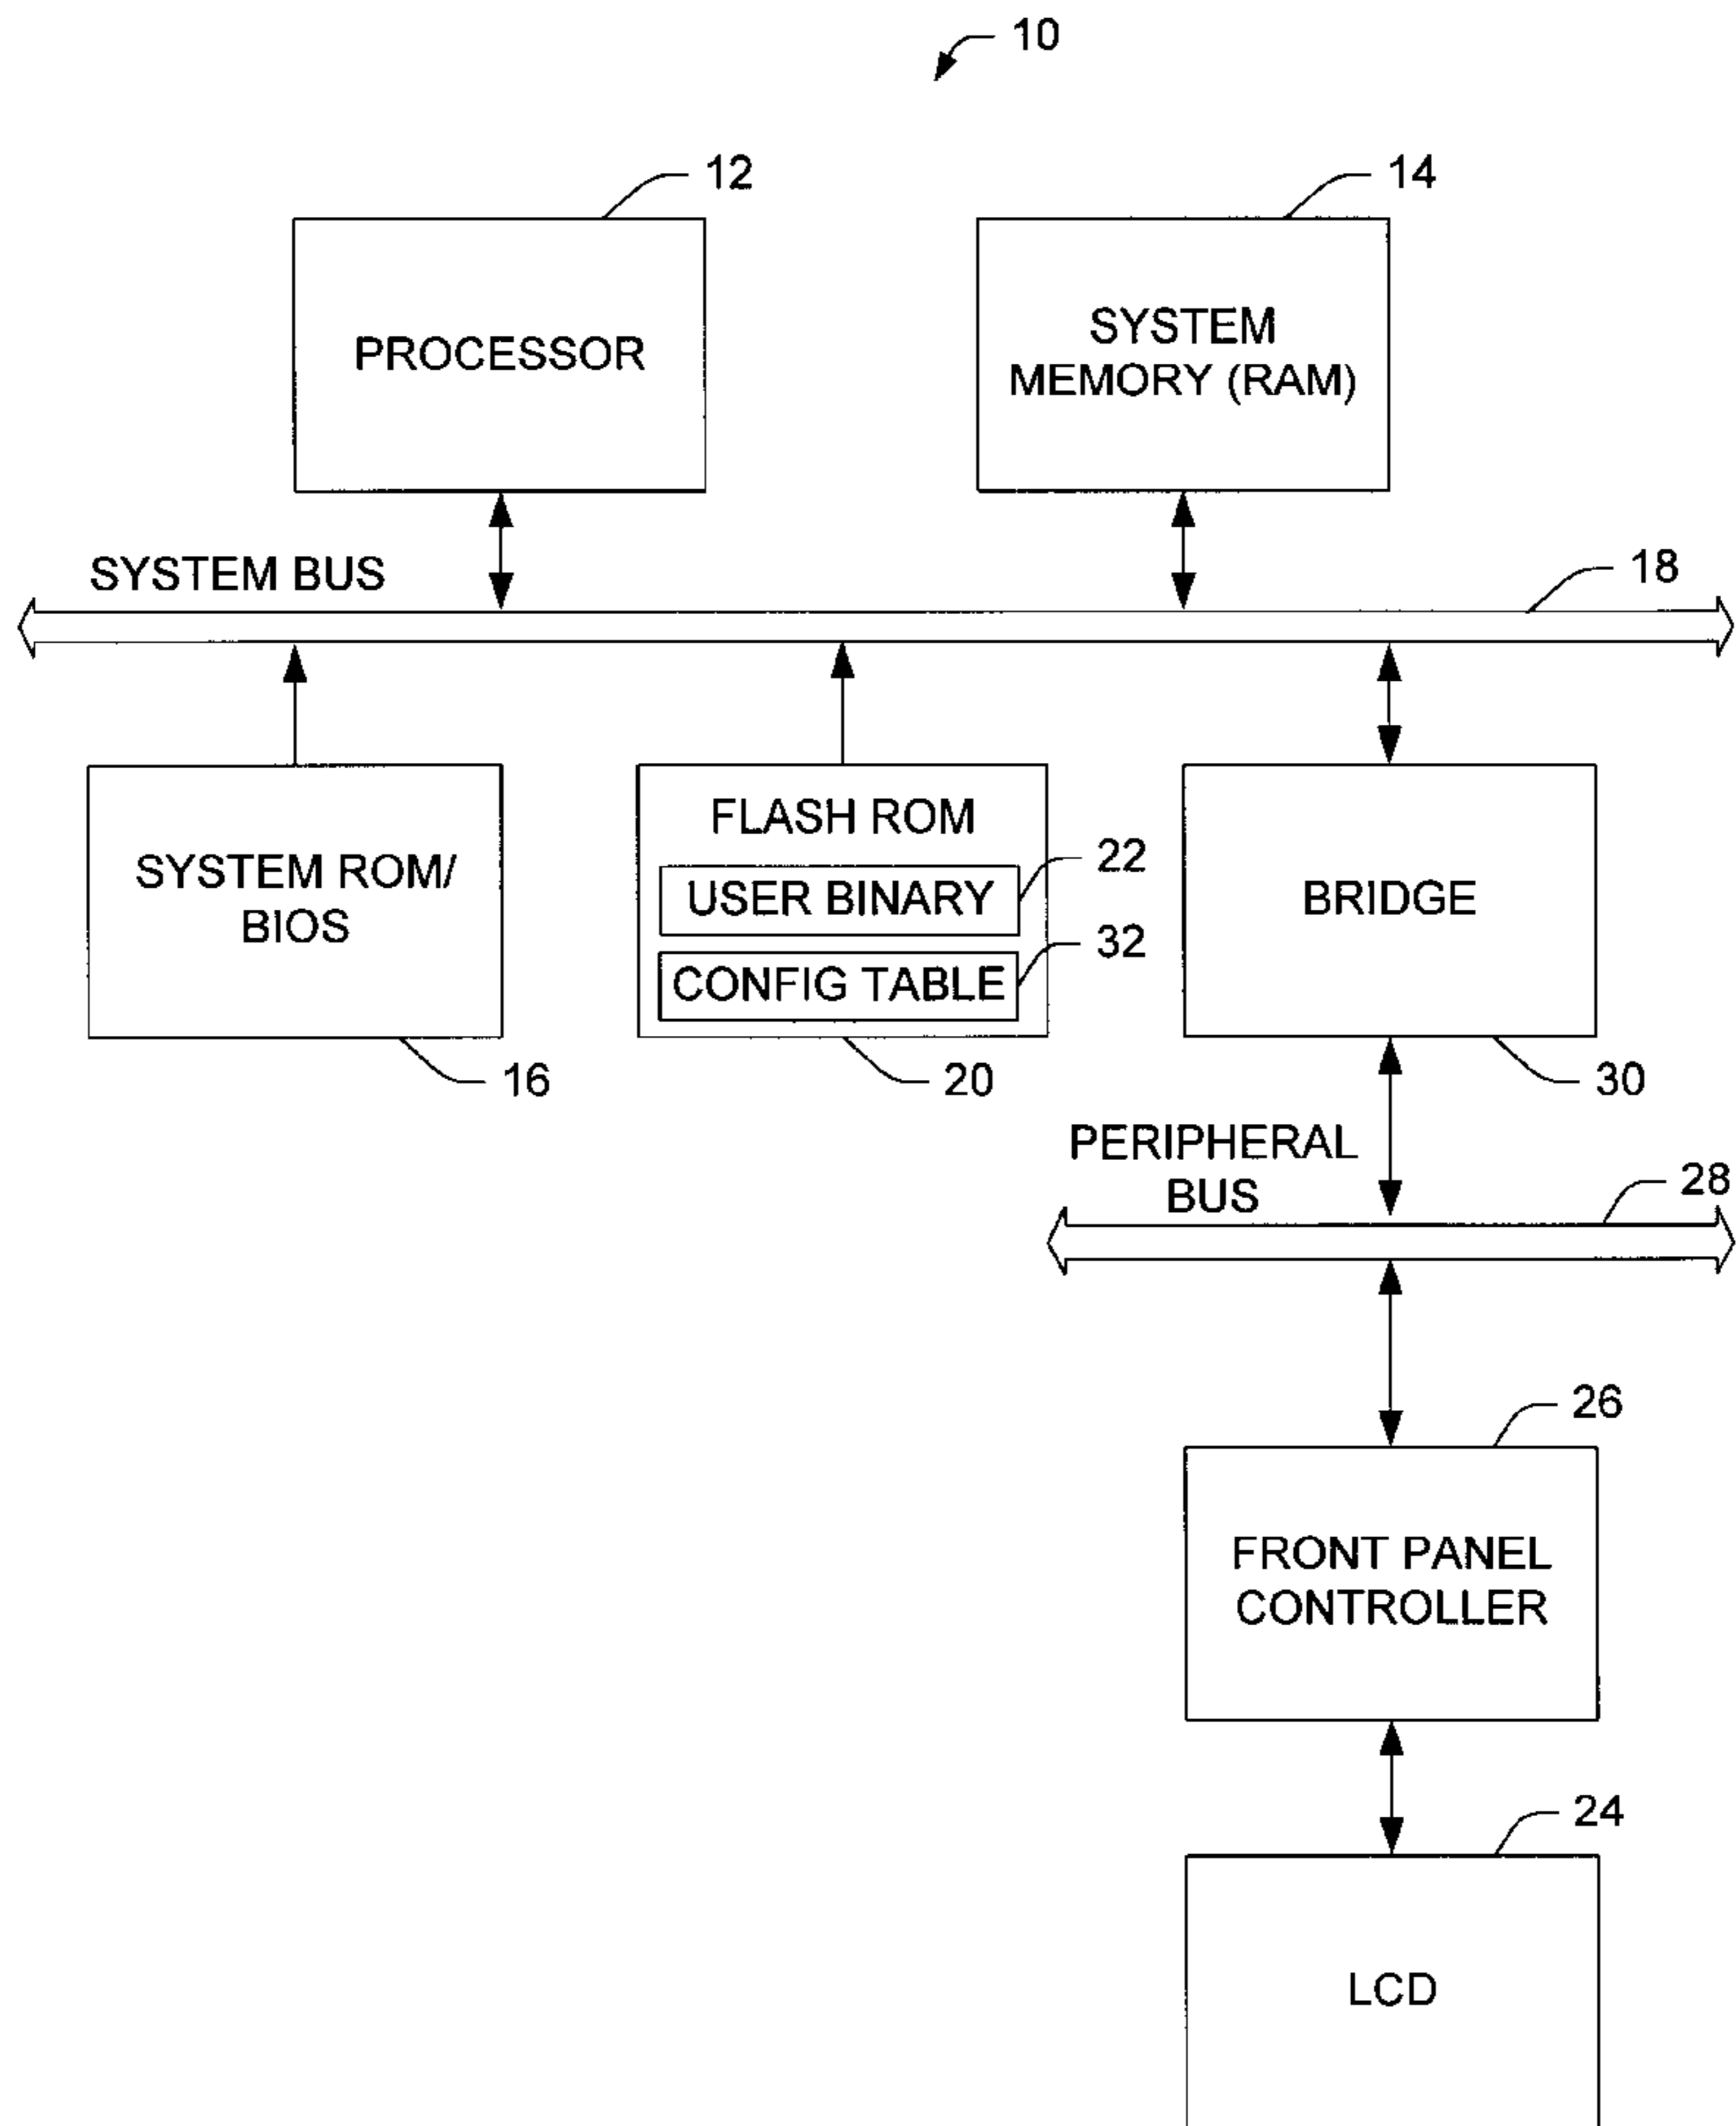 10
12
14
PROCESSOR
SYSTEM
MEMORY (RAM)
SYSTEM BUS
18
SYSTEM ROM/
BIOS
FLASH ROM
USER BINARY
22
CONFIG TABLE
32
BRIDGE
16
20
30
PERIPHERAL
BUS
28
26
FRONT PANEL
CONTROLLER
24
LCD